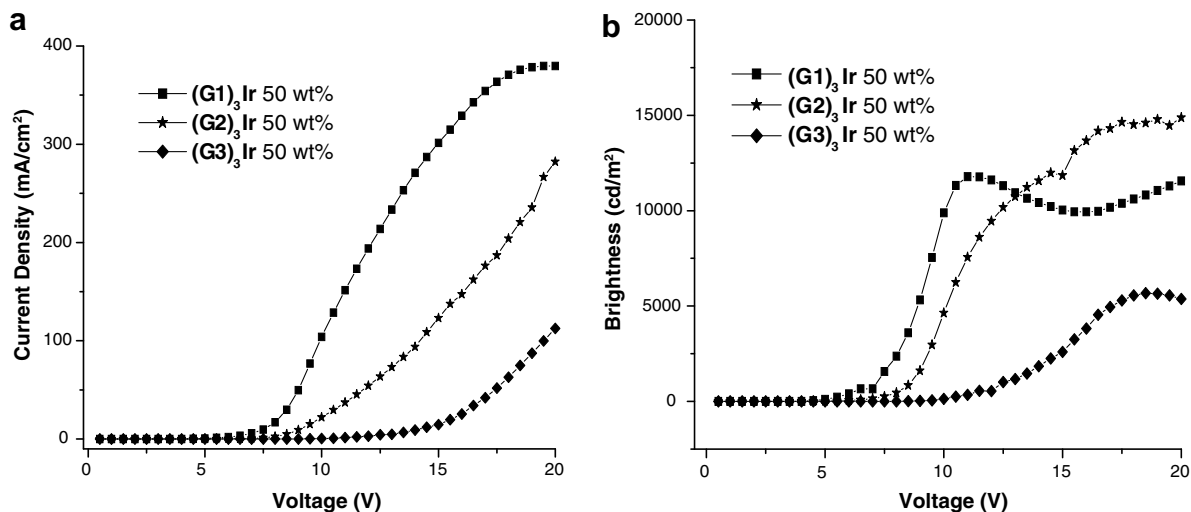 a
400
300
200
100
0
Current Density (mA/cm²)
(G1)₃Ir 50 wt%
(G2)₃Ir 50 wt%
(G3)₃Ir 50 wt%
0 5 10 15 20
Voltage (V)
b
20000
15000
10000
5000
0
Brightness (cd/m²)
(G1)₃Ir 50 wt%
(G2)₃Ir 50 wt%
(G3)₃Ir 50 wt%
0 5 10 15 20
Voltage (V)